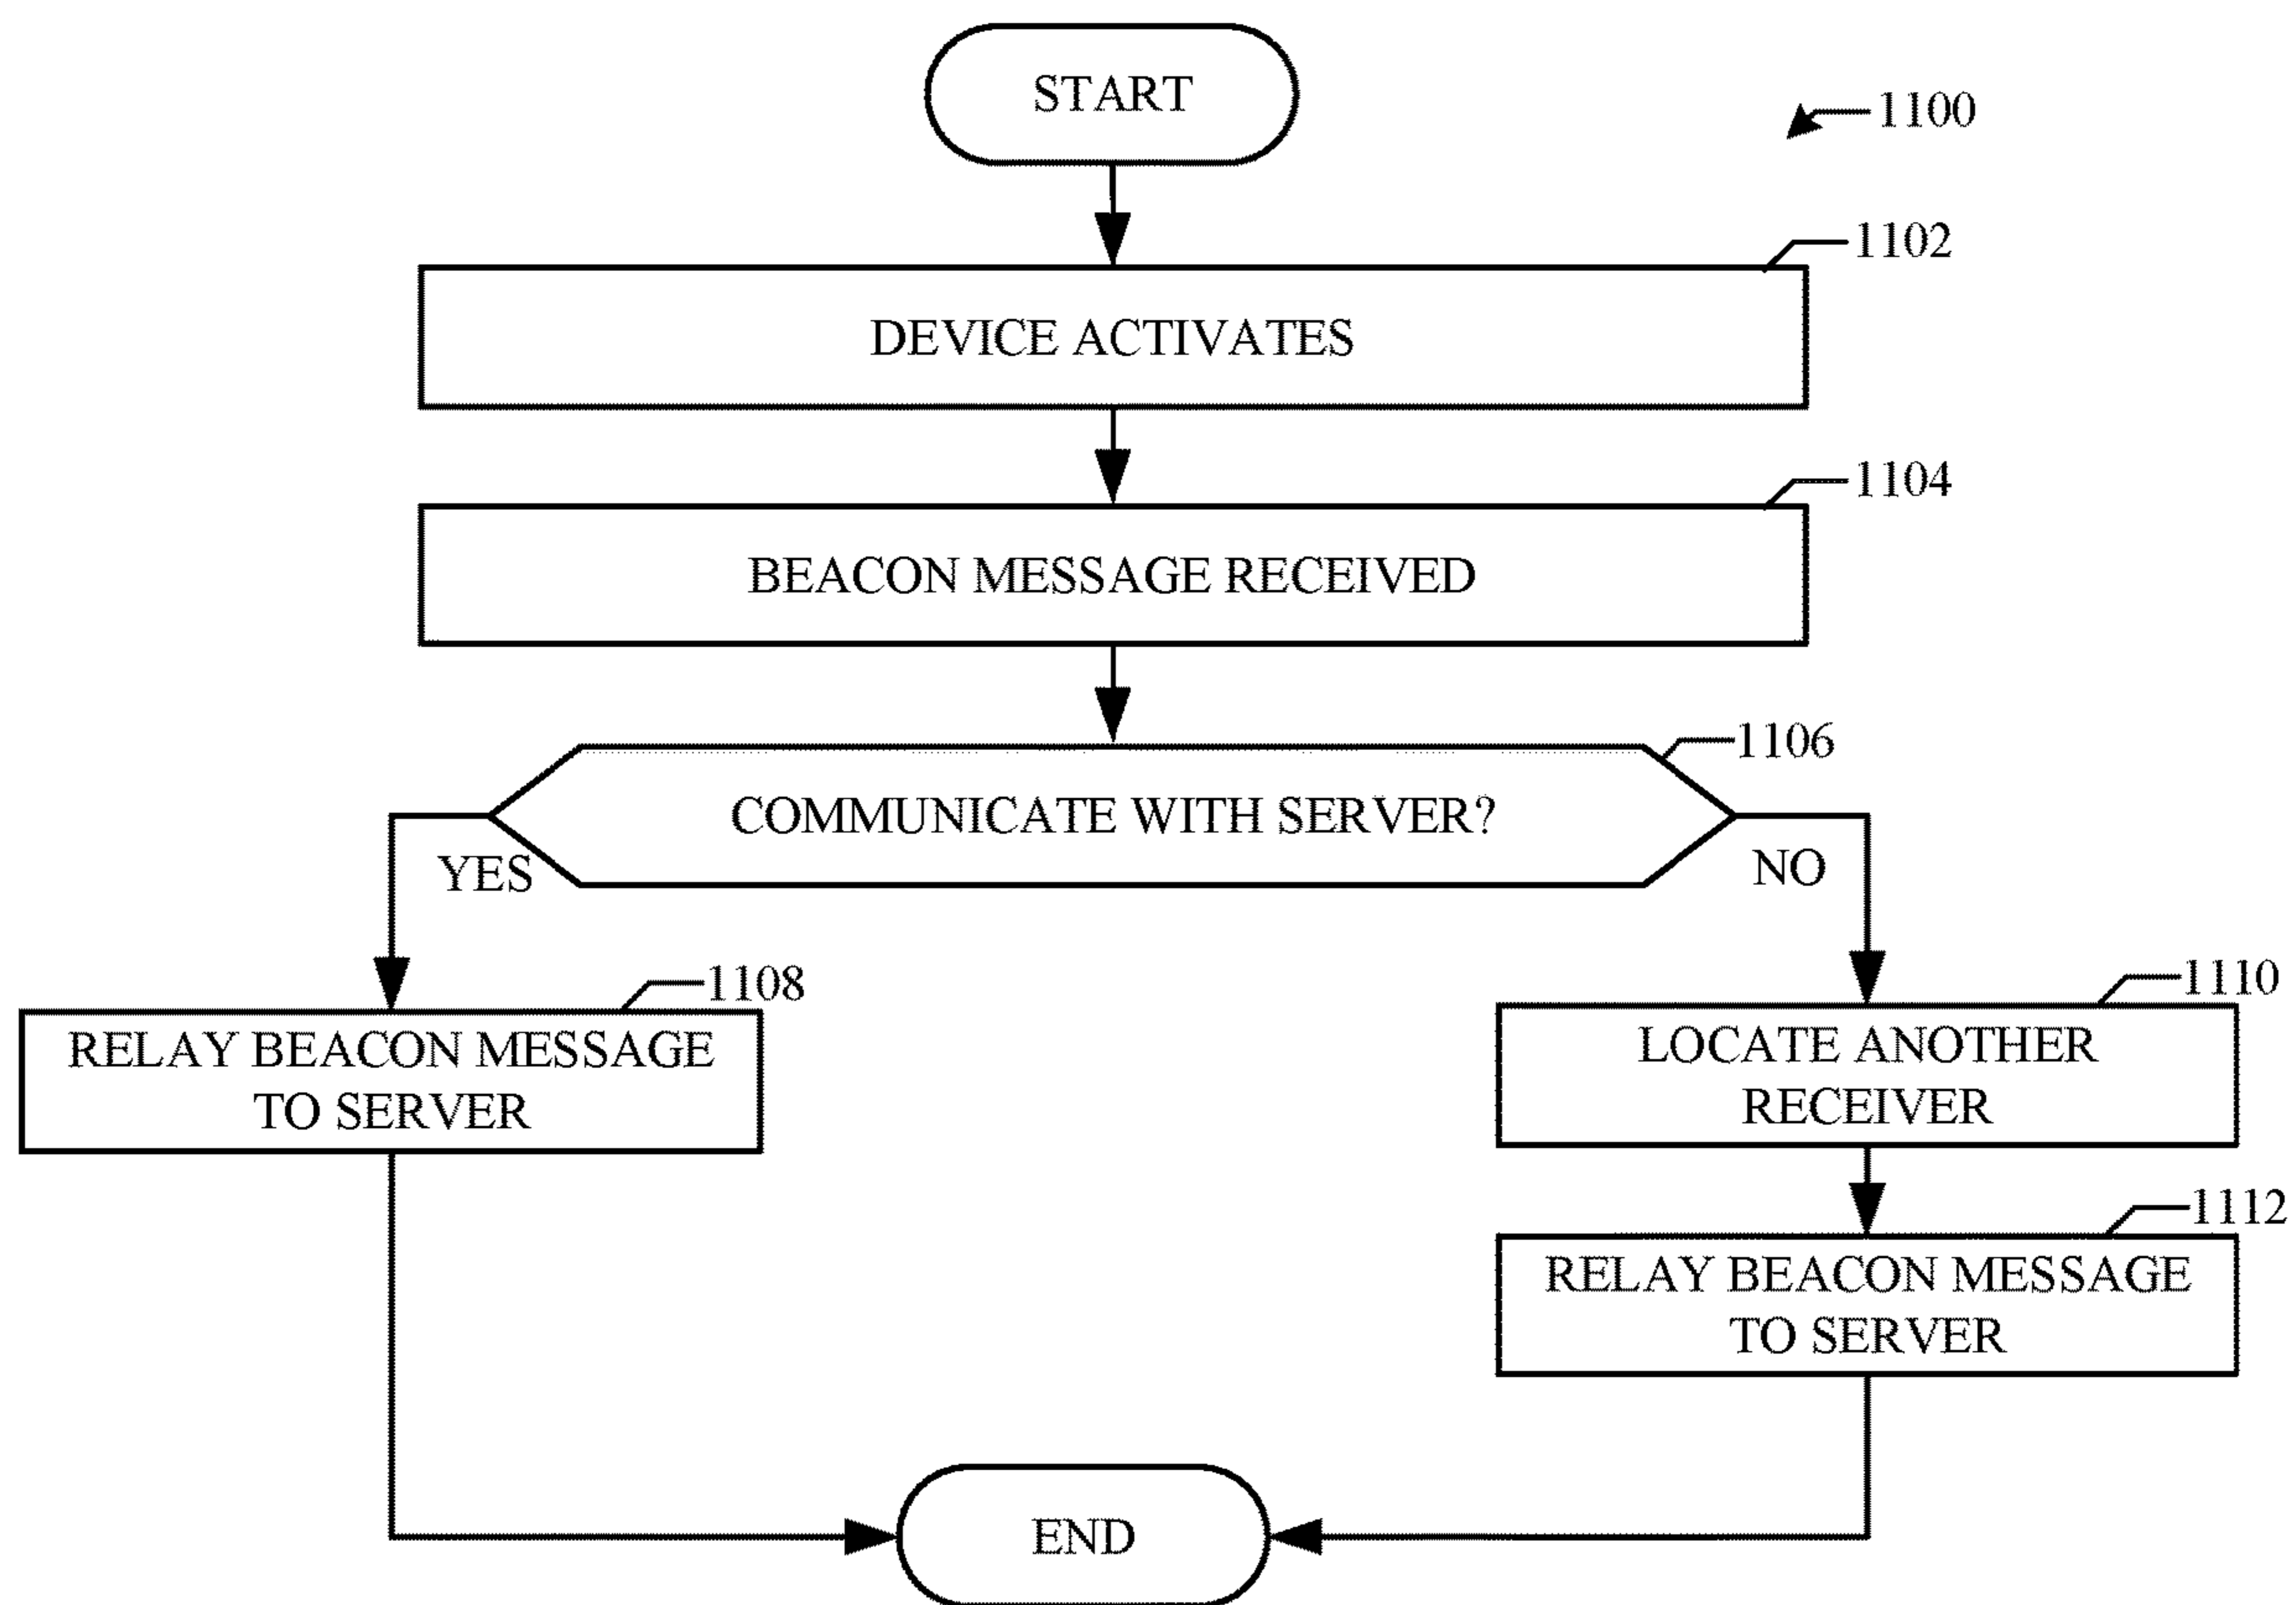 START
1100
1102
DEVICE ACTIVATES
1104
BEACON MESSAGE RECEIVED
1106
COMMUNICATE WITH SERVER?
YES
NO
1108
RELAY BEACON MESSAGE
TO SERVER
1110
LOCATE ANOTHER
RECEIVER
1112
RELAY BEACON MESSAGE
TO SERVER
END